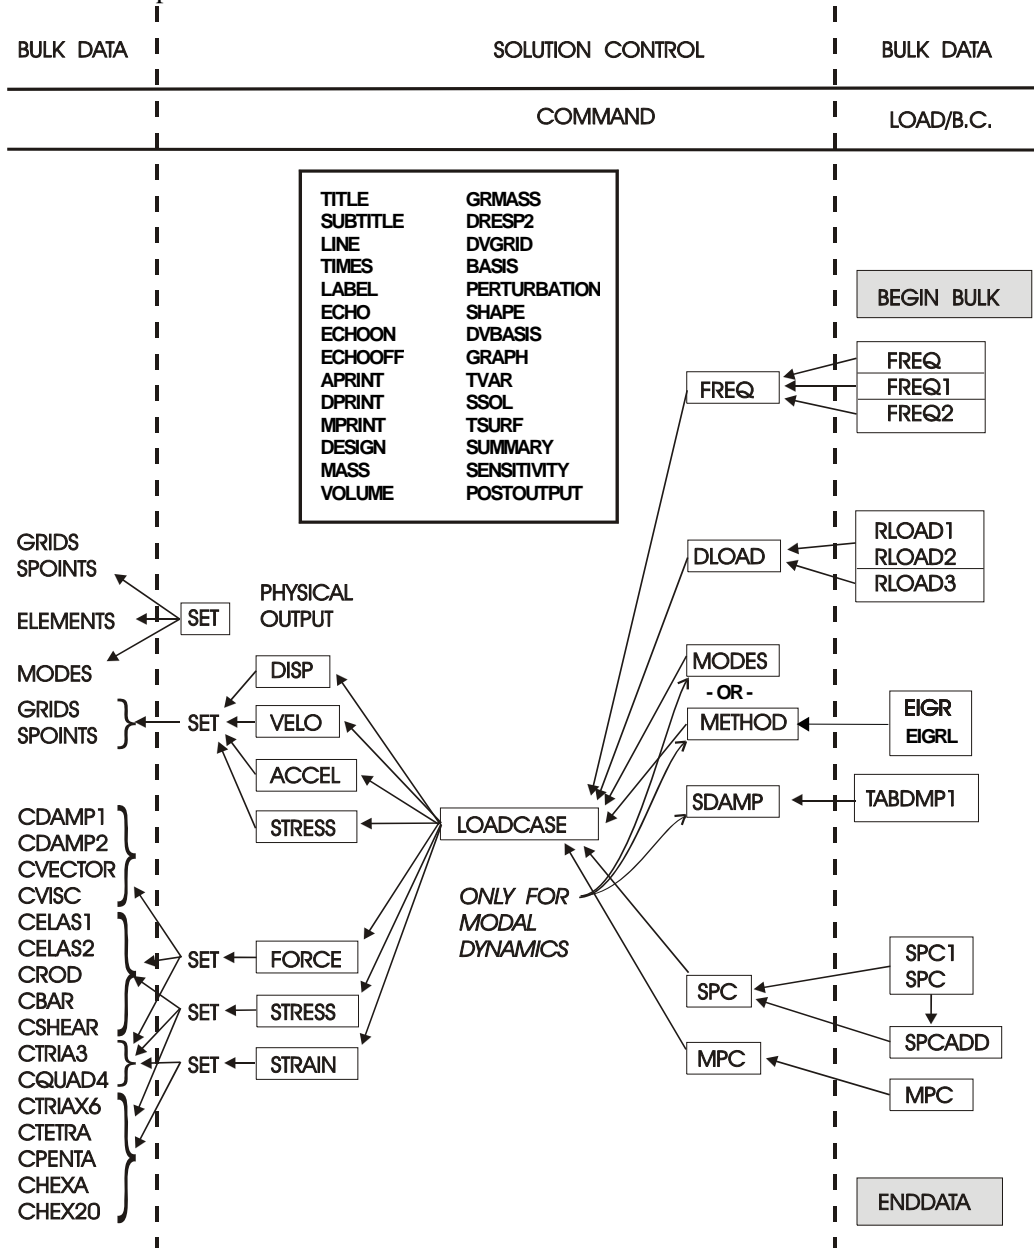 BULK DATA
SOLUTION CONTROL
BULK DATA
COMMAND
LOAD/B.C.
TITLE GRMASS
SUBTITLE DRESP2
LINE DVGRID
TIMES BASIS
LABEL PERTURBATION
ECHO SHAPE
ECHOON DVBASIS
ECHOOFF GRAPH
APRINT TVAR
DPRINT SSOL
MPRINT TSURF
DESIGN SUMMARY
MASS SENSITIVITY
VOLUME POSTOUTPUT
BEGIN BULK
FREQ
FREQ
FREQ1
FREQ2
DLOAD
RLOAD1
RLOAD2
RLOAD3
GRIDS
SPOINTS
ELEMENTS
MODES
SET
PHYSICAL
OUTPUT
GRIDS
SPOINTS
SET
DISP
VELO
ACCEL
STRESS
LOADCASE
MODES
- OR -
METHOD
EIGR
EIGRL
SDAMP
TABDMP1
ONLY FOR
MODAL
DYNAMICS
CDAMP1
CDAMP2
CVECTOR
CVISC
CELAS1
CELAS2
CROD
CBAR
CSHEAR
CTRIA3
CQUAD4
CTRIAX6
CTETRA
CPENTA
CHEXA
CHEX20
SET
FORCE
SET
STRESS
SET
STRAIN
SPC
SPC1
SPC
SPCADD
MPC
MPC
ENDDATA